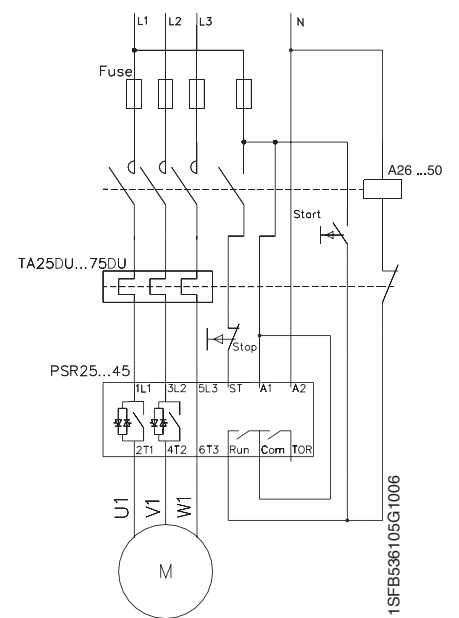 L1 L2 L3 N
Fuse
A26 ...50
Start
TA25DU...75DU
Stop
PSR25...45
1L1 3L2 5L3 ST A1 A2
2T1 4T2 6T3 Run Com TOR
U1 V1 W1
M
1SFB536105G1006